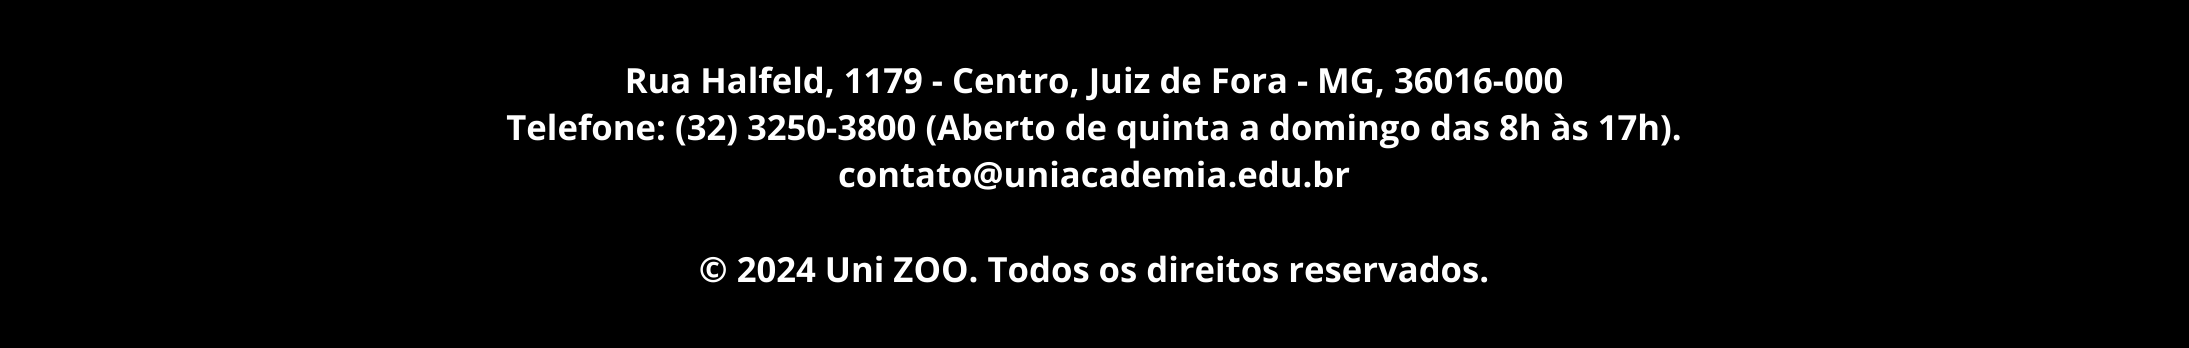 Rua Halfeld, 1179 - Centro, Juiz de Fora - MG, 36016-000
Telefone: (32) 3250-3800 (Aberto de quinta a domingo das 8h às 17h).
contato@uniacademia.edu.br
© 2024 Uni ZOO. Todos os direitos reservados.